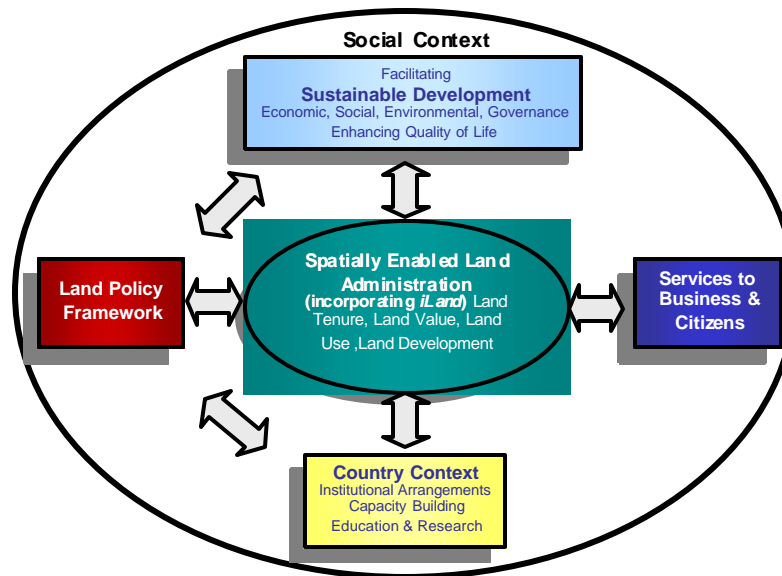 Social Context
Facilitating
Sustainable Development
Economic, Social, Environmental, Governance
Enhancing Quality of Life
Land Policy
Framework
Spatially Enabled Land
Administration
(incorporating iLand) Land
Tenure, Land Value, Land
Use ,Land Development
Services to
Business &
Citizens
Country Context
Institutional Arrangements
Capacity Building
Education & Research